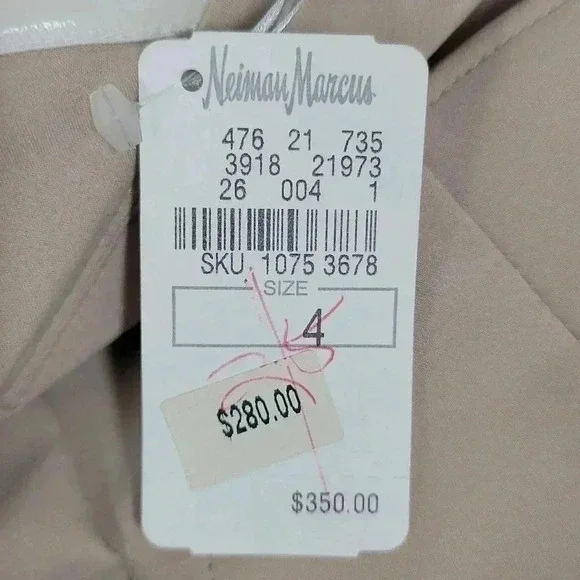 Neiman Marcus
476 21 735
3918 21973
26 004 1
SKU. 1075 3678
SIZE
4
$280.00
$350.00